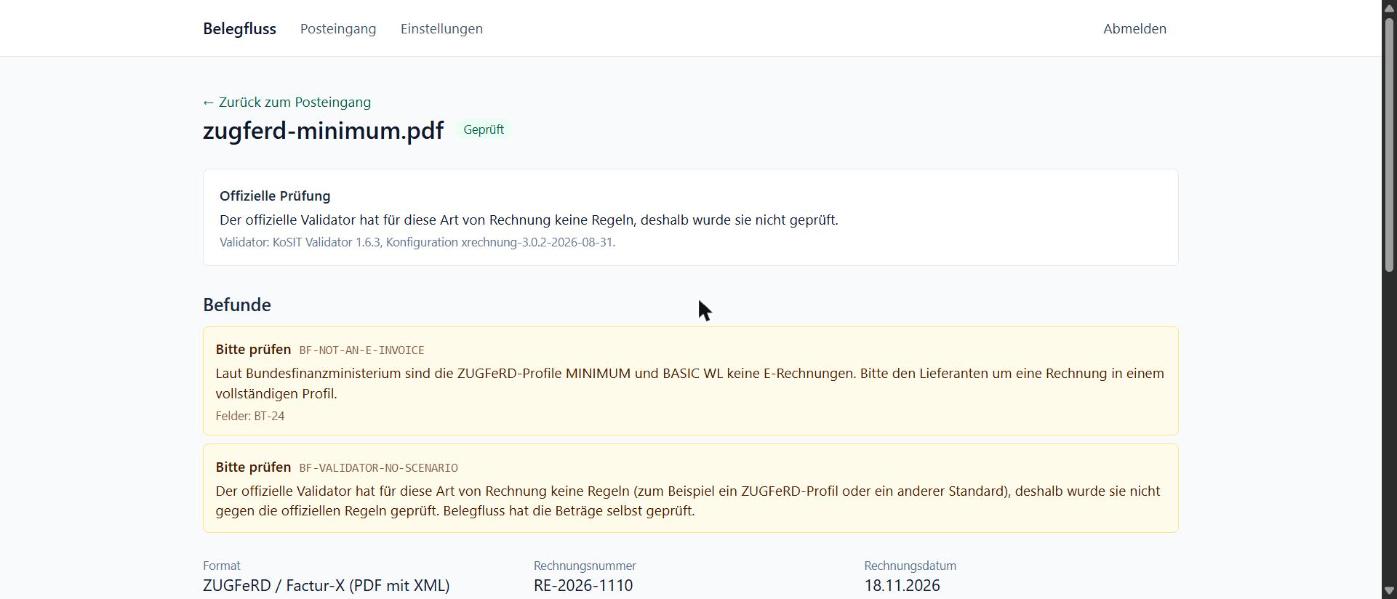 Belegfluss Posteingang Einstellungen Abmelden
← Zurück zum Posteingang
zugferd-minimum.pdf Geprüft
Offizielle Prüfung
Der offizielle Validator hat für diese Art von Rechnung keine Regeln, deshalb wurde sie nicht geprüft.
Validator: KoSIT Validator 1.6.3, Konfiguration xrechnung-3.0.2-2026-08-31.
Befunde
Bitte prüfen BF-NOT-AN-E-INVOICE
Laut Bundesfinanzministerium sind die ZUGFeRD-Profile MINIMUM und BASIC WL keine E-Rechnungen. Bitte den Lieferanten um eine Rechnung in einem
vollständigen Profil.
Felder: BT-24
Bitte prüfen BF-VALIDATOR-NO-SCENARIO
Der offizielle Validator hat für diese Art von Rechnung keine Regeln (zum Beispiel ein ZUGFeRD-Profil oder ein anderer Standard), deshalb wurde sie nicht
gegen die offiziellen Regeln geprüft. Belegfluss hat die Beträge selbst geprüft.
Format Rechnungsnummer Rechnungsdatum
ZUGFeRD / Factur-X (PDF mit XML) RE-2026-1110 18.11.2026